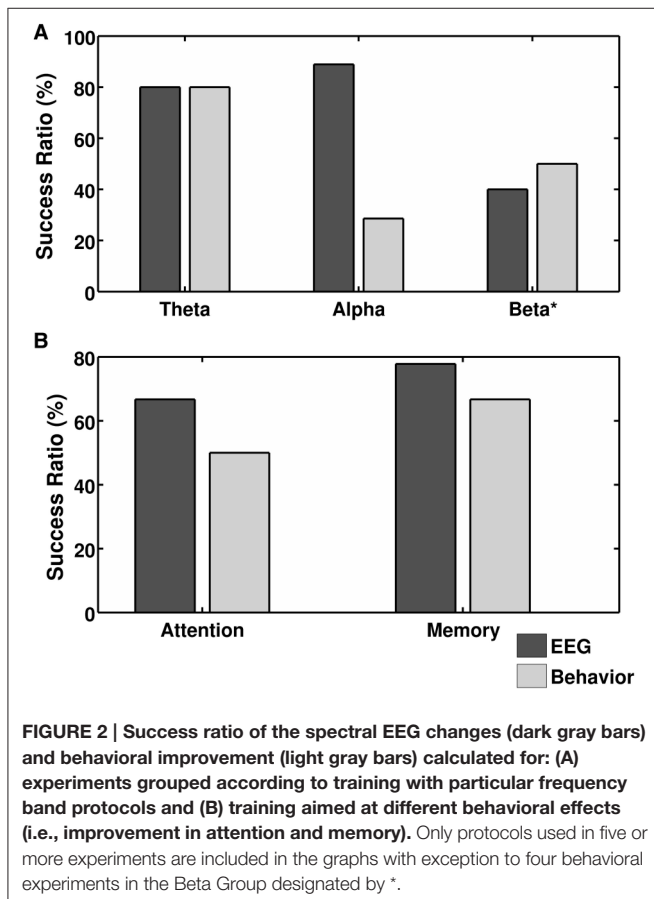 A
100
80
60
40
20
0
Success Ratio (%)
Theta Alpha Beta*
B
80
60
40
20
0
Success Ratio (%)
Attention Memory
EEG
Behavior
FIGURE 2 | Success ratio of the spectral EEG changes (dark gray bars)
and behavioral improvement (light gray bars) calculated for: (A)
experiments grouped according to training with particular frequency
band protocols and (B) training aimed at different behavioral effects
(i.e., improvement in attention and memory). Only protocols used in five or
more experiments are included in the graphs with exception to four behavioral
experiments in the Beta Group designated by *.